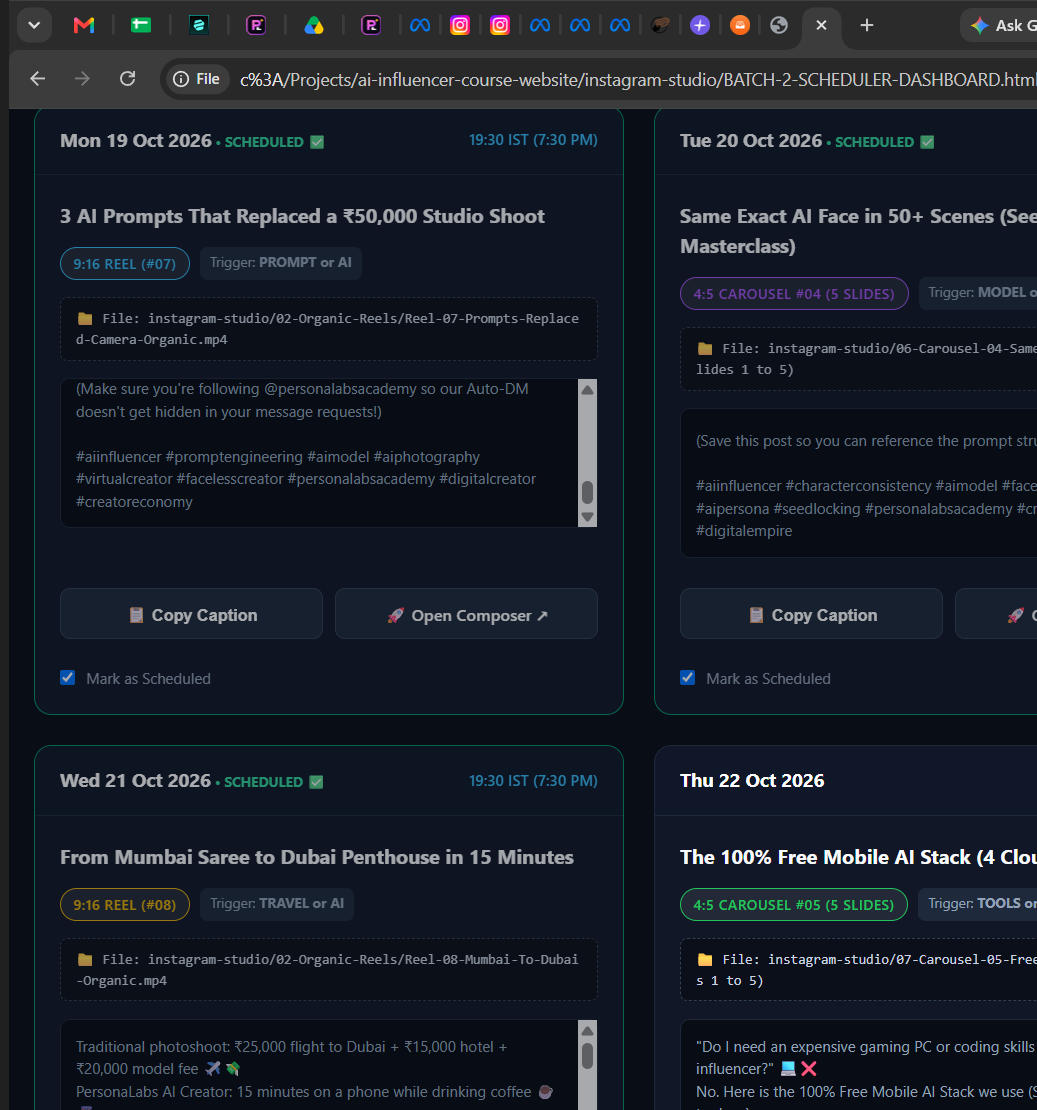 Ask G
File
c%3A/Projects/ai-influencer-course-website/instagram-studio/BATCH-2-SCHEDULER-DASHBOARD.html
Mon 19 Oct 2026 • SCHEDULED ✅
19:30 IST (7:30 PM)
3 AI Prompts That Replaced a ₹50,000 Studio Shoot
9:16 REEL (#07)
Trigger: PROMPT or AI
📁 File: instagram-studio/02-Organic-Reels/Reel-07-Prompts-Replace
d-Camera-Organic.mp4
(Make sure you're following @personalabsacademy so our Auto-DM
doesn't get hidden in your message requests!)
#aiinfluencer #promptengineering #aimodel #aiphotography
#virtualcreator #facelesscreator #personalabsacademy #digitalcreator
#creatoreconomy
📋 Copy Caption
🚀 Open Composer ↗
Mark as Scheduled
Tue 20 Oct 2026 • SCHEDULED ✅
Same Exact AI Face in 50+ Scenes (See
Masterclass)
4:5 CAROUSEL #04 (5 SLIDES)
Trigger: MODEL o
📁 File: instagram-studio/06-Carousel-04-Same
lides 1 to 5)
(Save this post so you can reference the prompt stru
#aiinfluencer #characterconsistency #aimodel #face
#aipersona #seedlocking #personalabsacademy #cr
#digitalempire
📋 Copy Caption
🚀
Mark as Scheduled
Wed 21 Oct 2026 • SCHEDULED ✅
19:30 IST (7:30 PM)
From Mumbai Saree to Dubai Penthouse in 15 Minutes
9:16 REEL (#08)
Trigger: TRAVEL or AI
📁 File: instagram-studio/02-Organic-Reels/Reel-08-Mumbai-To-Dubai
-Organic.mp4
Traditional photoshoot: ₹25,000 flight to Dubai + ₹15,000 hotel +
₹20,000 model fee ✈️ 💸
PersonaLabs AI Creator: 15 minutes on a phone while drinking coffee ☕
Thu 22 Oct 2026
The 100% Free Mobile AI Stack (4 Clou
4:5 CAROUSEL #05 (5 SLIDES)
Trigger: TOOLS or
📁 File: instagram-studio/07-Carousel-05-Free
s 1 to 5)
"Do I need an expensive gaming PC or coding skills
influencer?" 💻 ❌
No. Here is the 100% Free Mobile AI Stack we use (S